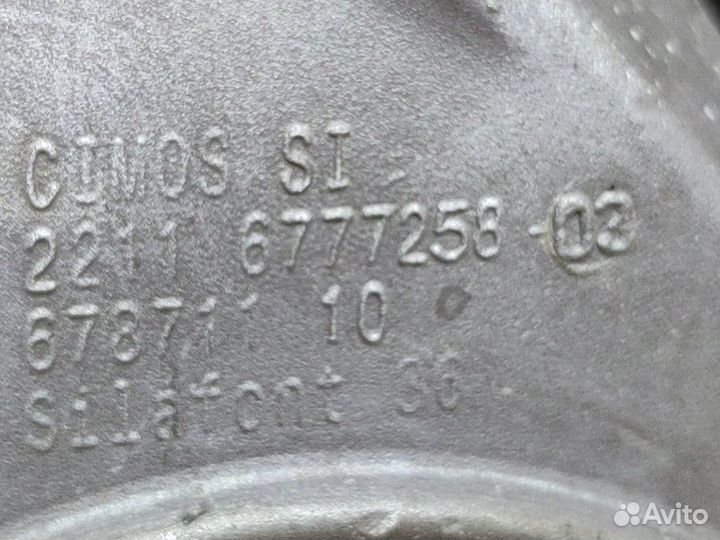 CIMOS SI
2211 6777258-03
678711 10
Silafont 36
Avito